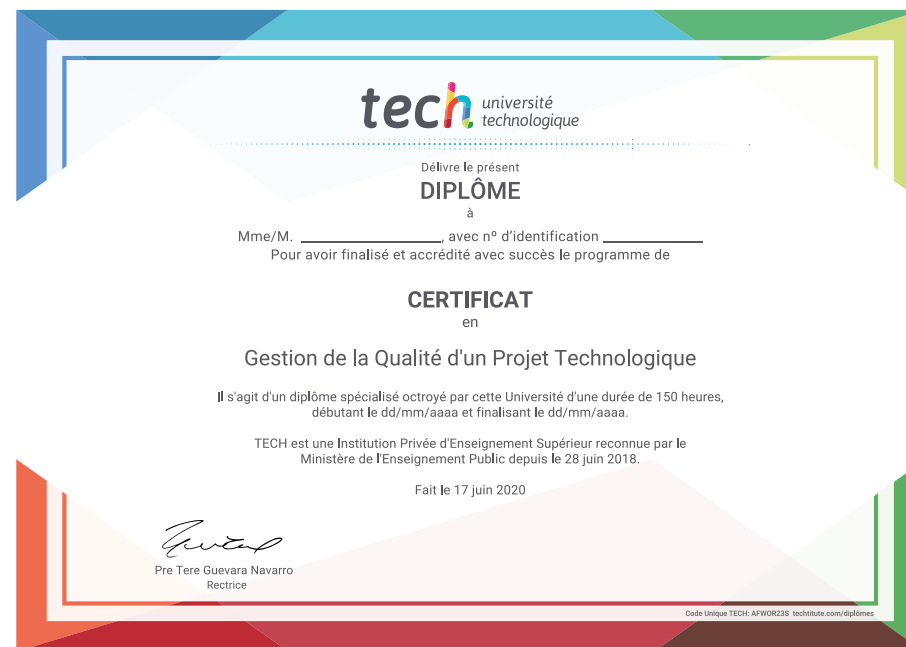 tech université
technologique
Délivre le présent
DIPLÔME
à
Mme/M. ____________________, avec nº d'identification ______________
Pour avoir finalisé et accrédité avec succès le programme de
CERTIFICAT
en
Gestion de la Qualité d'un Projet Technologique
Il s'agit d'un diplôme spécialisé octroyé par cette Université d'une durée de 150 heures,
débutant le dd/mm/aaaa et finalisant le dd/mm/aaaa.
TECH est une Institution Privée d'Enseignement Supérieur reconnue par le
Ministère de l'Enseignement Public depuis le 28 juin 2018.
Fait le 17 juin 2020
Pre Tere Guevara Navarro
Rectrice
Code Unique TECH: AFWOR23S techtitute.com/diplômes